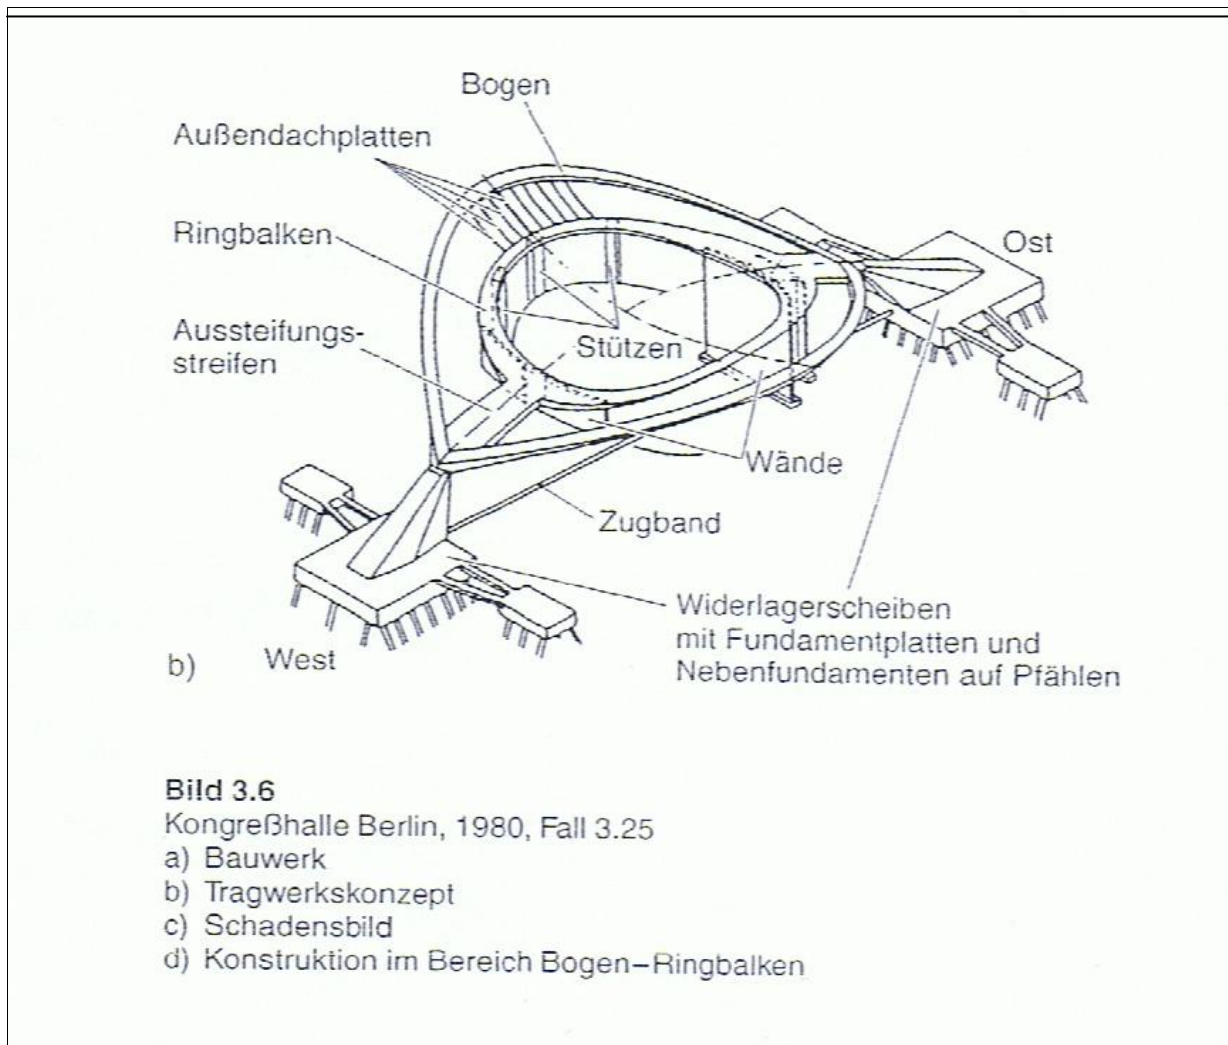 Bogen
Außendachplatten
Ringbalken
Ost
Aussteifungs-
streifen
Stützen
Wände
Zugband
Widerlagerscheiben
mit Fundamentplatten und
Nebenfundamenten auf Pfählen
b)
West
Bild 3.6
Kongreßhalle Berlin, 1980, Fall 3.25
a) Bauwerk
b) Tragwerkskonzept
c) Schadensbild
d) Konstruktion im Bereich Bogen–Ringbalken